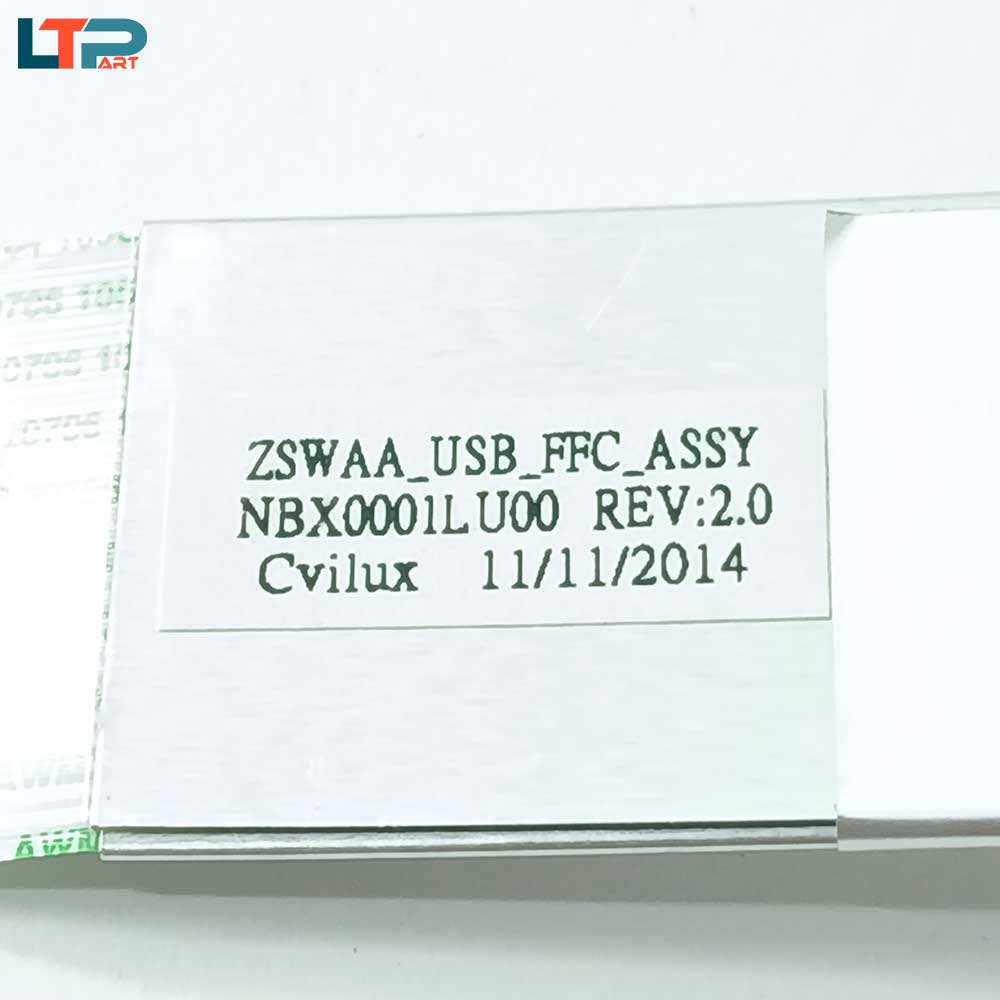 LTPART
ZSWAA_USB_FFC_ASSY
NBX0001LU00 REV:2.0
Cvilux 11/11/2014